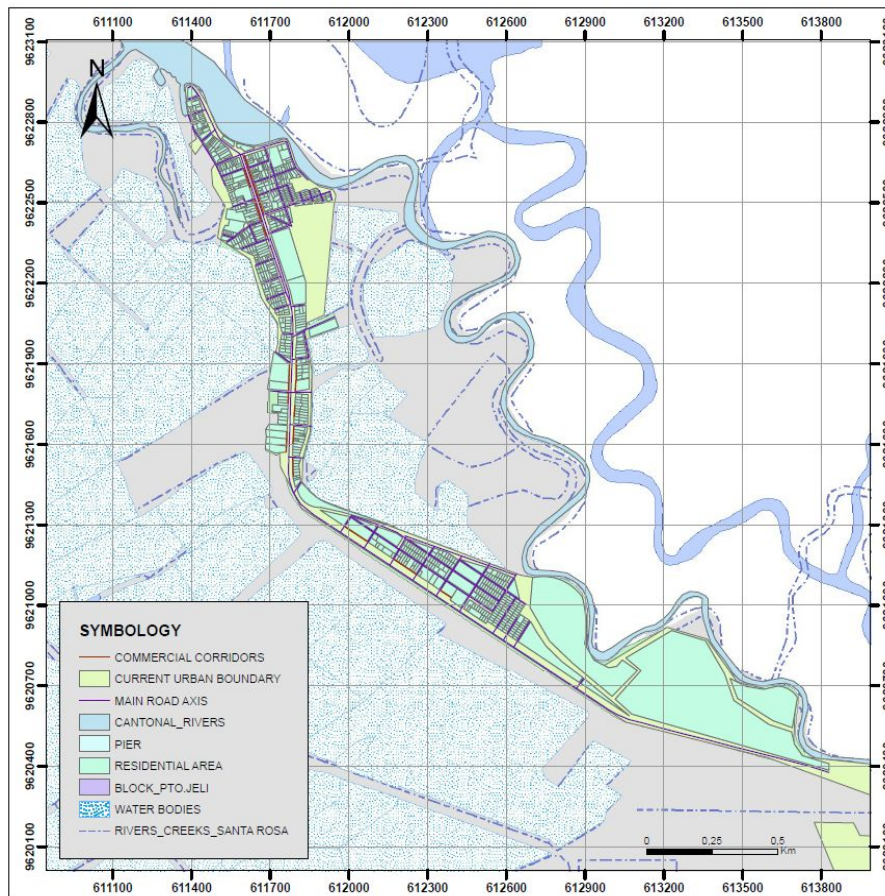 611100 611400 611700 612000 612300 612600 612900 613200 613500 613800
9623100
N
9622800
9622500
9622200
9621900
9621600
9621300
9621000
9620700
9620400
9620100
SYMBOLOGY
COMMERCIAL CORRIDORS
CURRENT URBAN BOUNDARY
MAIN ROAD AXIS
CANTONAL_RIVERS
PIER
RESIDENTIAL AREA
BLOCK_PTO.JELI
WATER BODIES
RIVERS_CREEKS_SANTA ROSA
0 0,25 0,5
Km
611100 611400 611700 612000 612300 612600 612900 613200 613500 613800